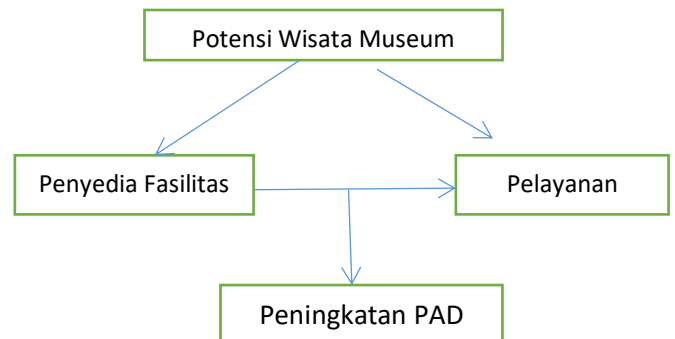 Potensi Wisata Museum
Penyedia Fasilitas
Pelayanan
Peningkatan PAD